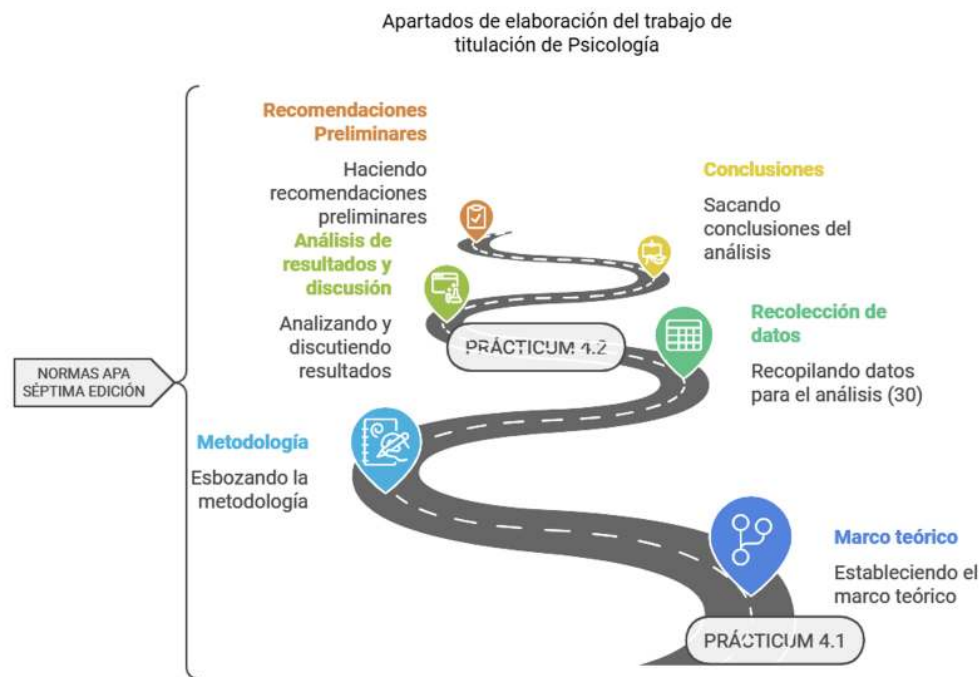 Apartados de elaboración del trabajo de
titulación de Psicología
Recomendaciones
Preliminares
Haciendo
recomendaciones
preliminares
Conclusiones
Sacando
conclusiones del
análisis
Análisis de
resultados y
discusión
Analizando y
discutiendo
resultados
PRÁCTICUM 4.2
Recolección de
datos
Recopilando datos
para el análisis (30)
NORMAS APA
SÉPTIMA EDICIÓN
Metodología
Esbozando la
metodología
Marco teórico
Estableciendo el
marco teórico
PRÁCTICUM 4.1